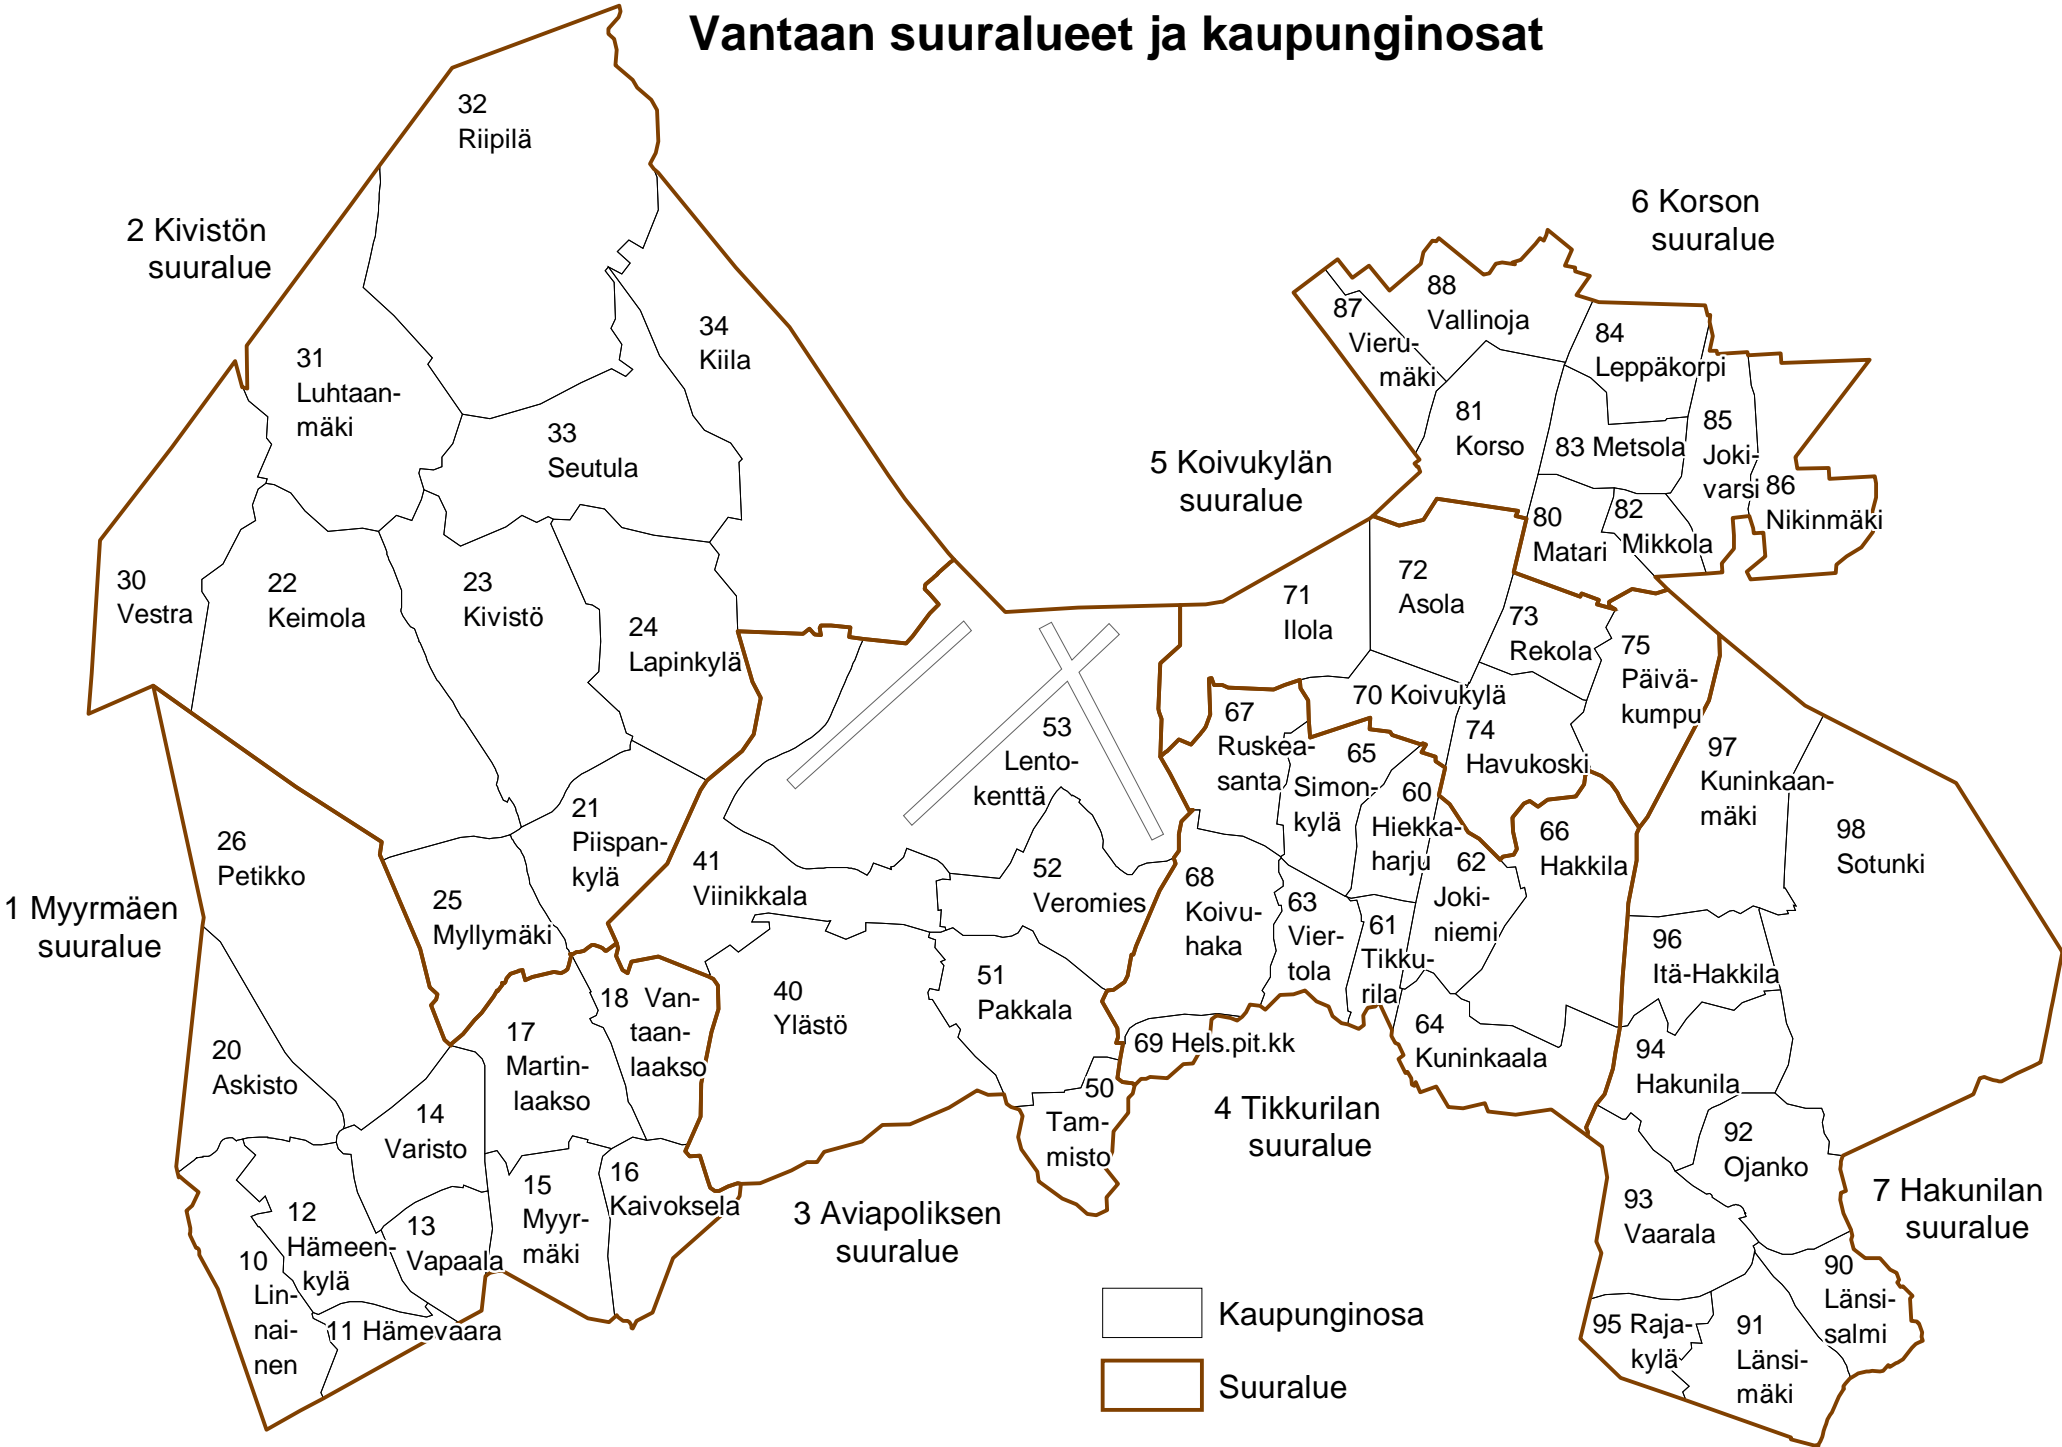 Vantaan suuralueet ja kaupunginosat
32
Riipilä
2 Kivistön
suuralue
31
Luhtaan-
mäki
34
Kiila
33
Seutula
30
Vestra
22
Keimola
23
Kivistö
24
Lapinkylä
21
Piispan-
kylä
25
Myllymäki
1 Myyrmäen
suuralue
26
Petikko
20
Askisto
17
Martin-
laakso
18 Van-
taan-
laakso
14
Varisto
15
Myyr-
mäki
16
Kaivoksela
12
Hämeen-
kylä
13
Vapaala
10
Lin-
nai-
nen
11 Hämevaara
53
Lento-
kenttä
41
Viinikkala
52
Veromies
40
Ylästö
51
Pakkala
50
Tam-
misto
3 Aviapoliksen
suuralue
6 Korson
suuralue
88
Vallinoja
87
Vieru-
mäki
84
Leppäkorpi
81
Korso
83 Metsola
85
Joki-
varsi
86
Nikinmäki
80
Matari
82
Mikkola
5 Koivukylän
suuralue
71
Ilola
72
Asola
73
Rekola
75
Päivä-
kumpu
70 Koivukylä
74
Havukoski
67
Ruskea-
santa
65
Simon-
kylä
60
Hiekka-
harju
66
Hakkila
62
Joki-
niemi
68
Koivu-
haka
63
Vier-
tola
61
Tikku-
rila
64
Kuninkaala
69 Hels.pit.kk
4 Tikkurilan
suuralue
97
Kuninkaan-
mäki
98
Sotunki
96
Itä-Hakkila
94
Hakunila
92
Ojanko
93
Vaarala
7 Hakunilan
suuralue
90
Länsi-
salmi
95 Raja-
kylä
91
Länsi-
mäki
Kaupunginosa
Suuralue